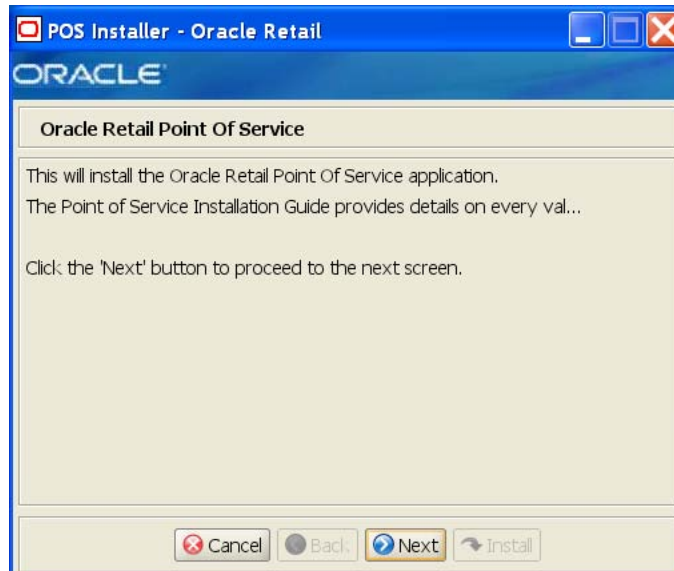 POS Installer - Oracle Retail
ORACLE
Oracle Retail Point Of Service
This will install the Oracle Retail Point Of Service application.
The Point of Service Installation Guide provides details on every val...
Click the 'Next' button to proceed to the next screen.
Cancel Back Next Install